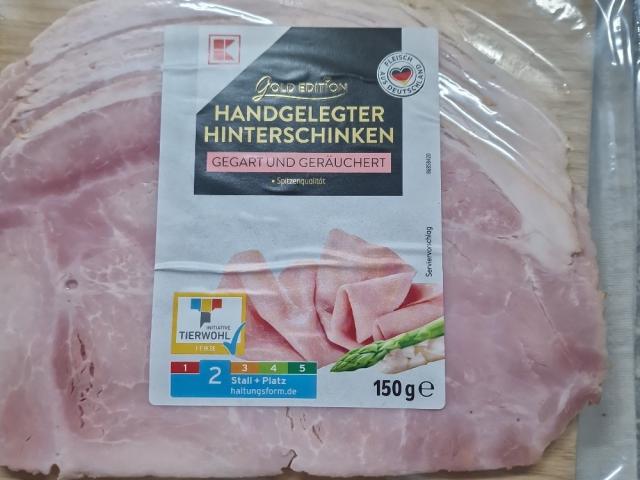 K
FLEISCH
AUS DEUTSCHLAND
GOLD EDITION
HANDGELEGTER
HINTERSCHINKEN
GEGART UND GERÄUCHERT
• Spitzenqualität
Serviervorschlag
INITIATIVE
TIERWOHL
1 2 3 4 5
Stall + Platz
haltungsform.de
150 g e